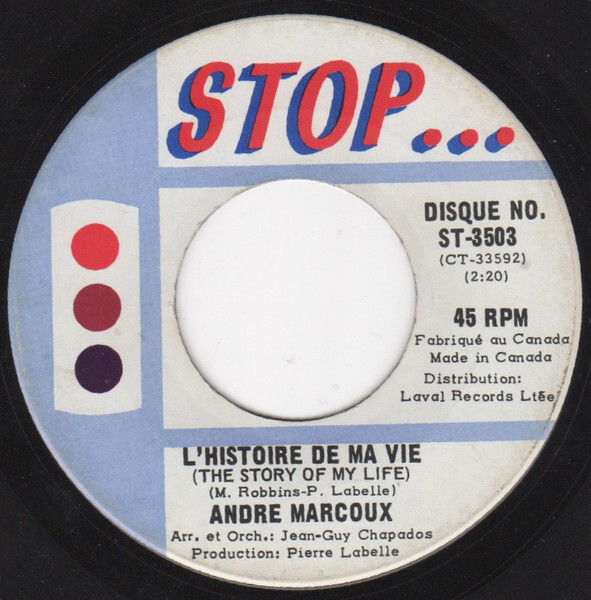 STOP...
DISQUE NO.
ST-3503
(CT-33592)
(2:20)
45 RPM
Fabriqué au Canada
Made in Canada
Distribution:
Laval Records Ltée
L'HISTOIRE DE MA VIE
(THE STORY OF MY LIFE)
(M. Robbins-P. Labelle)
ANDRE MARCOUX
Arr. et Orch.: Jean-Guy Chapados
Production: Pierre Labelle